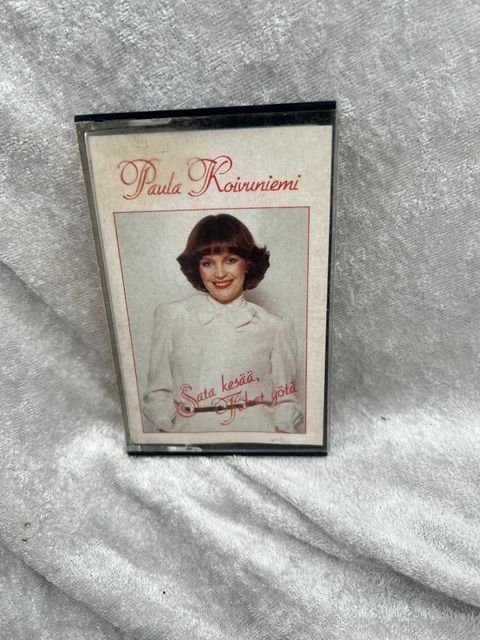 Paula Koivuniemi
Sata kesää,
Tuhat yötä